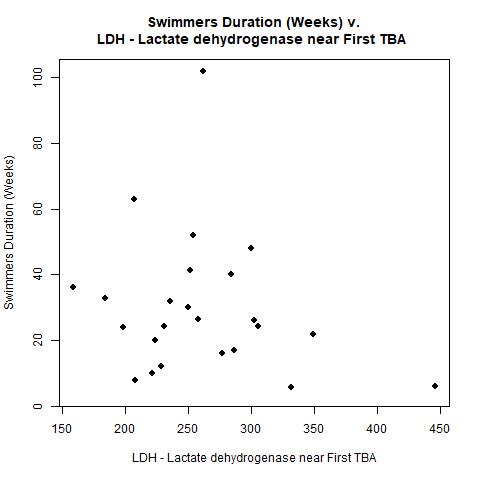 Swimmers Duration (Weeks) v.
LDH - Lactate dehydrogenase near First TBA
Swimmers Duration (Weeks)
100
80
60
40
20
0
150 200 250 300 350 400 450
LDH - Lactate dehydrogenase near First TBA